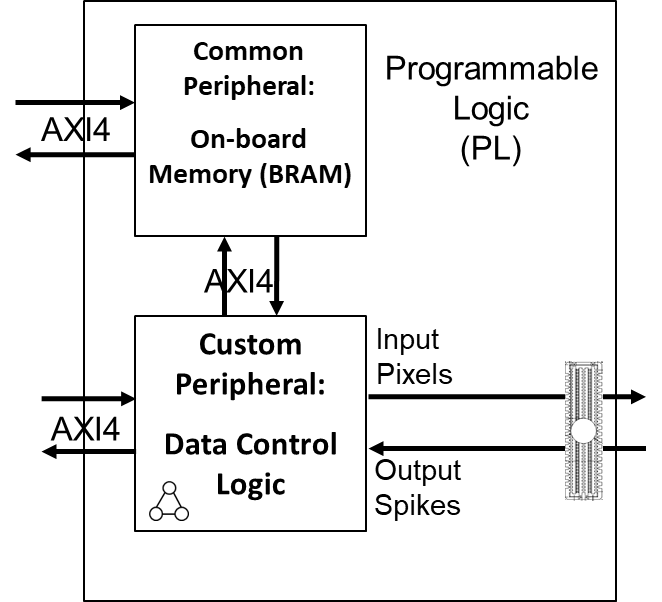 Common
Peripheral:
On-board
Memory (BRAM)
Programmable
Logic
(PL)
AXI4
AXI4
Custom
Peripheral:
Data Control
Logic
Input
Pixels
AXI4
Output
Spikes